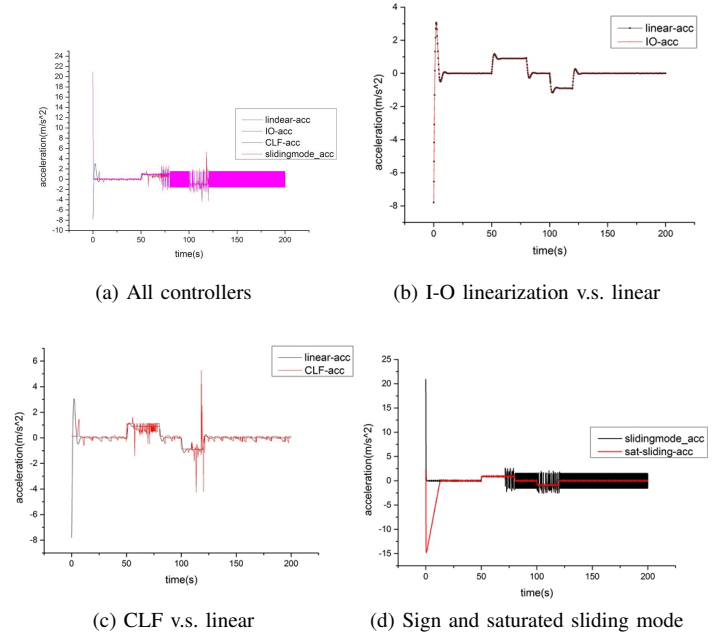 24
22
20
18
16
14
12
10
8
6
4
2
0
-2
-4
-6
-8
-10
acceleration(m/s^2)
lindear-acc
IO-acc
CLF-acc
slidingmode_acc
0 50 100 150 200
time(s)
(a) All controllers
4
2
0
-2
-4
-6
-8
acceleration(m/s^2)
linear-acc
IO-acc
0 50 100 150 200
time(s)
(b) I-O linearization v.s. linear
6
4
2
0
-2
-4
-6
-8
acceleration(m/s^2)
linear-acc
CLF-acc
0 50 100 150 200
time(s)
(c) CLF v.s. linear
25
20
15
10
5
0
-5
-10
-15
acceleration(m/s^2)
slidingmode_acc
sat-sliding-acc
0 50 100 150 200
time(s)
(d) Sign and saturated sliding mode